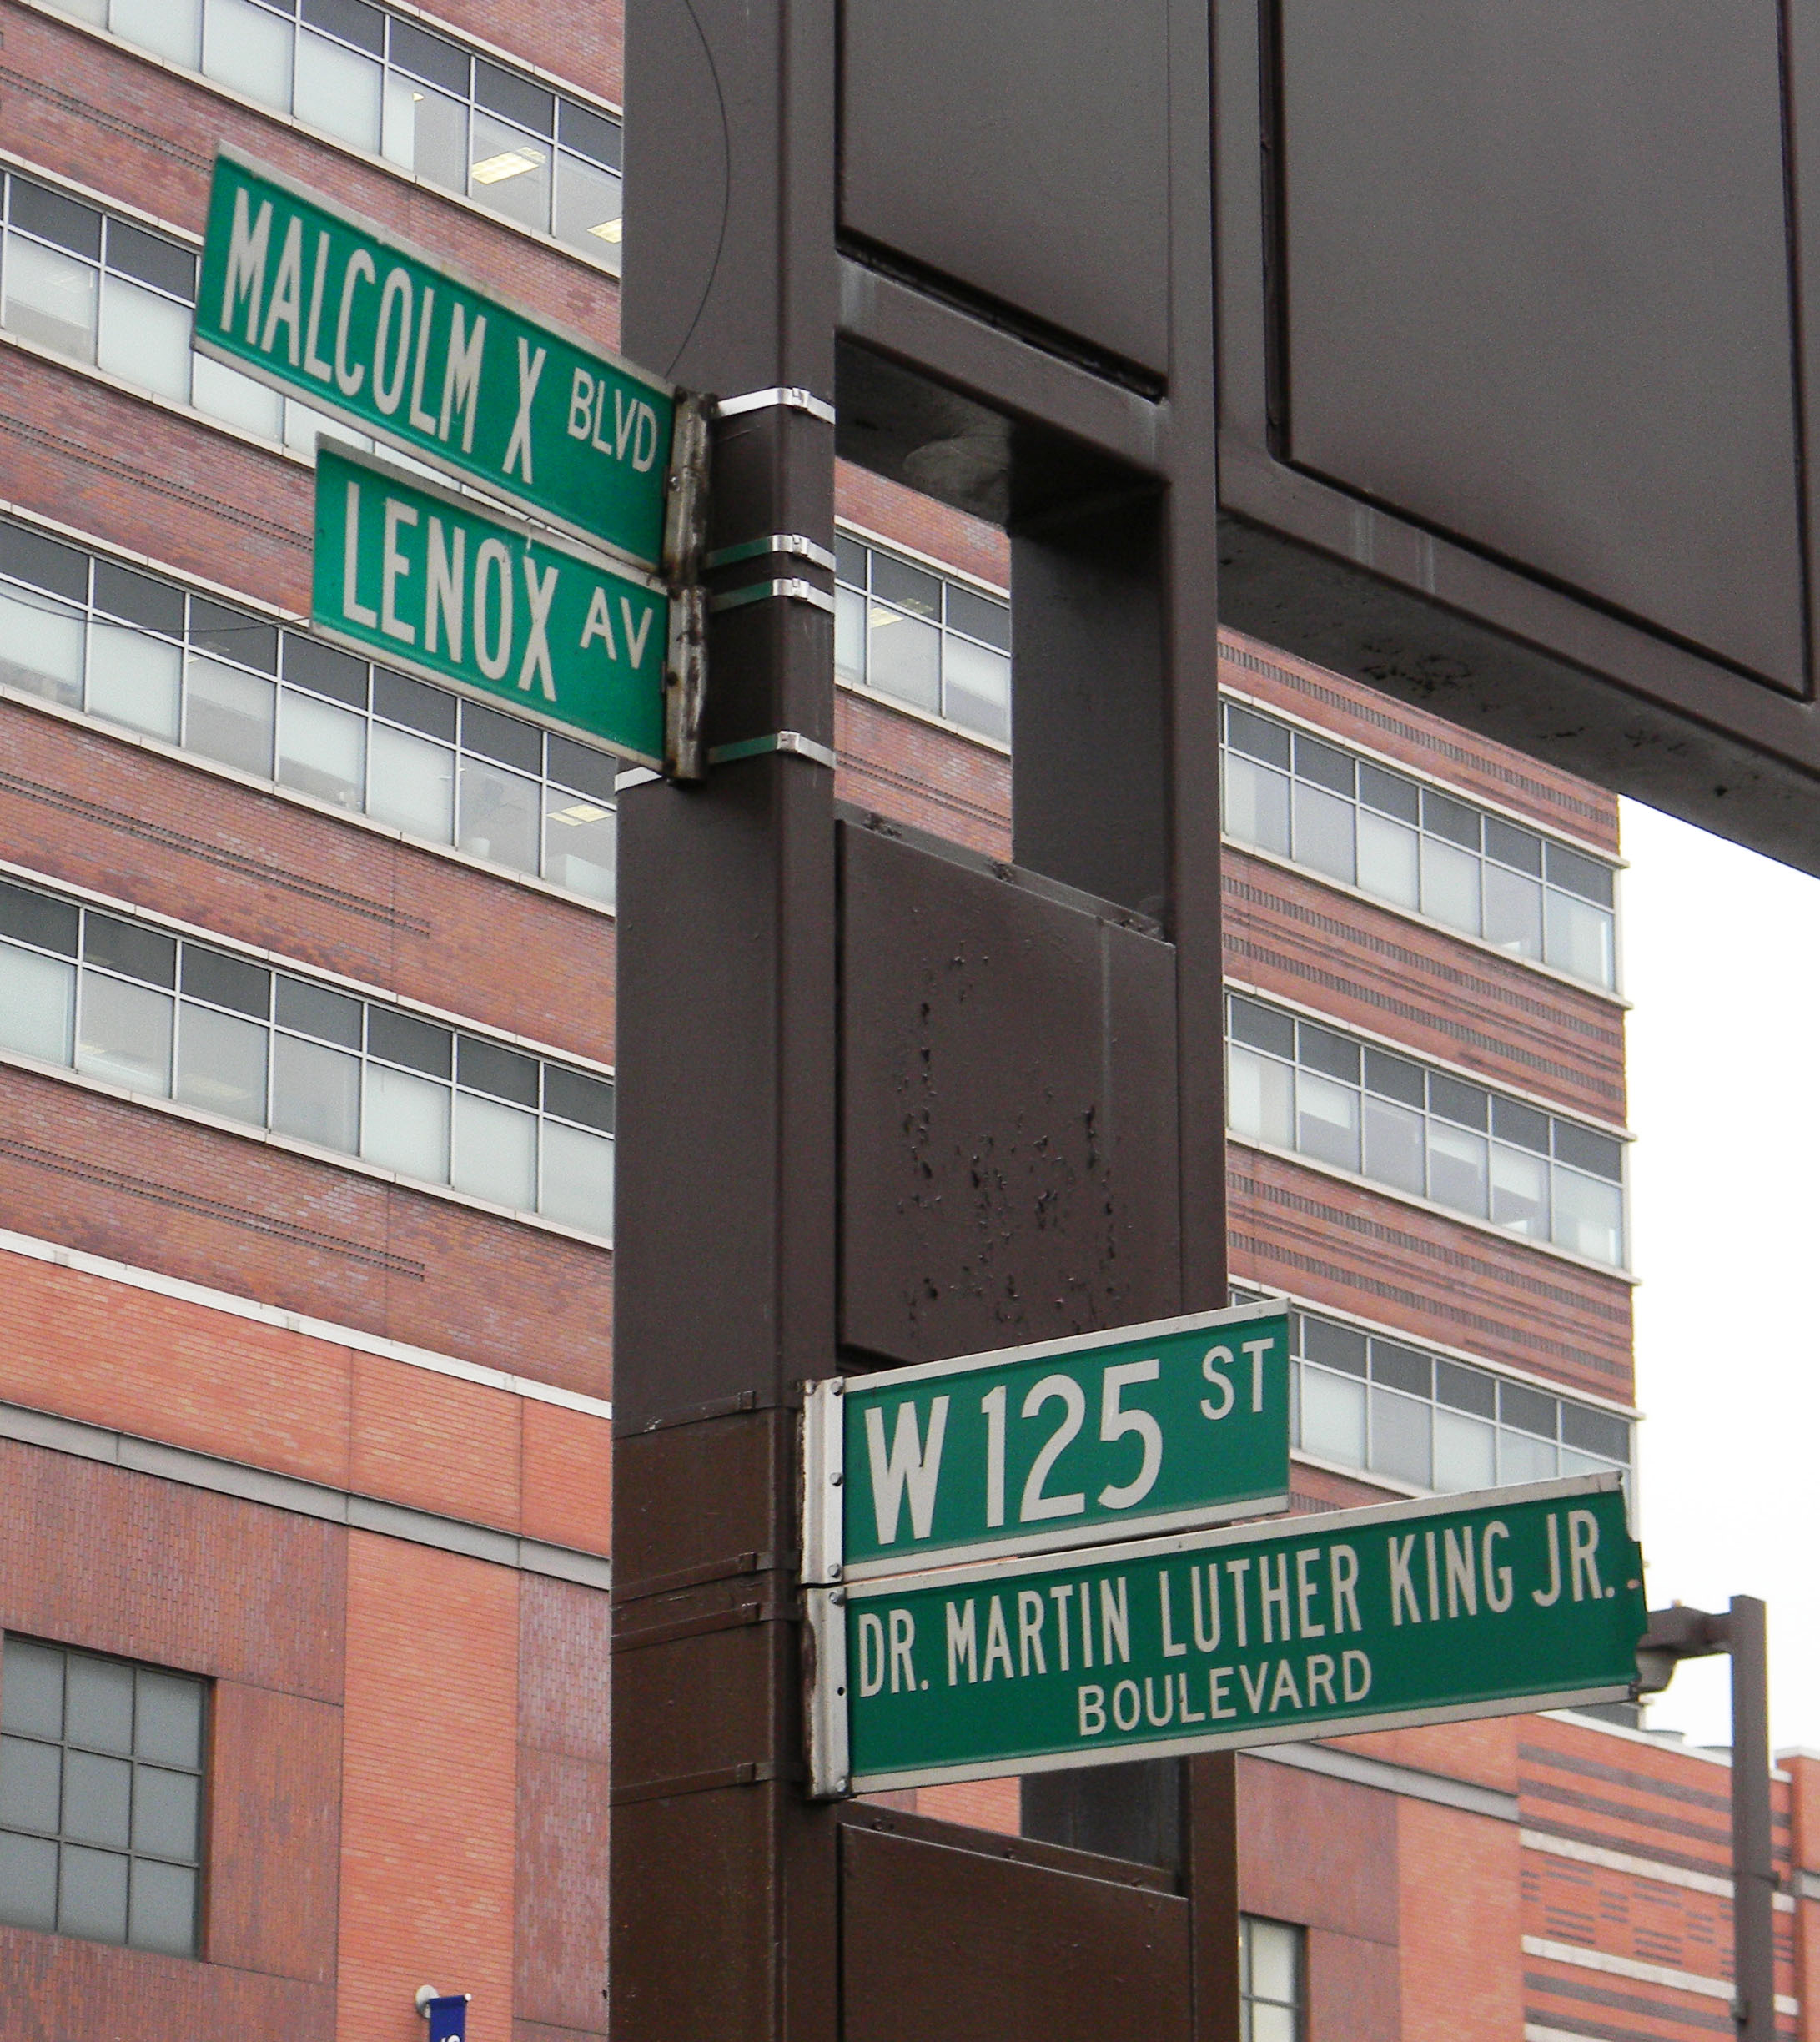 MALCOLM X BLVD
LENOX AV
W 125 ST
DR. MARTIN LUTHER KING JR.
BOULEVARD